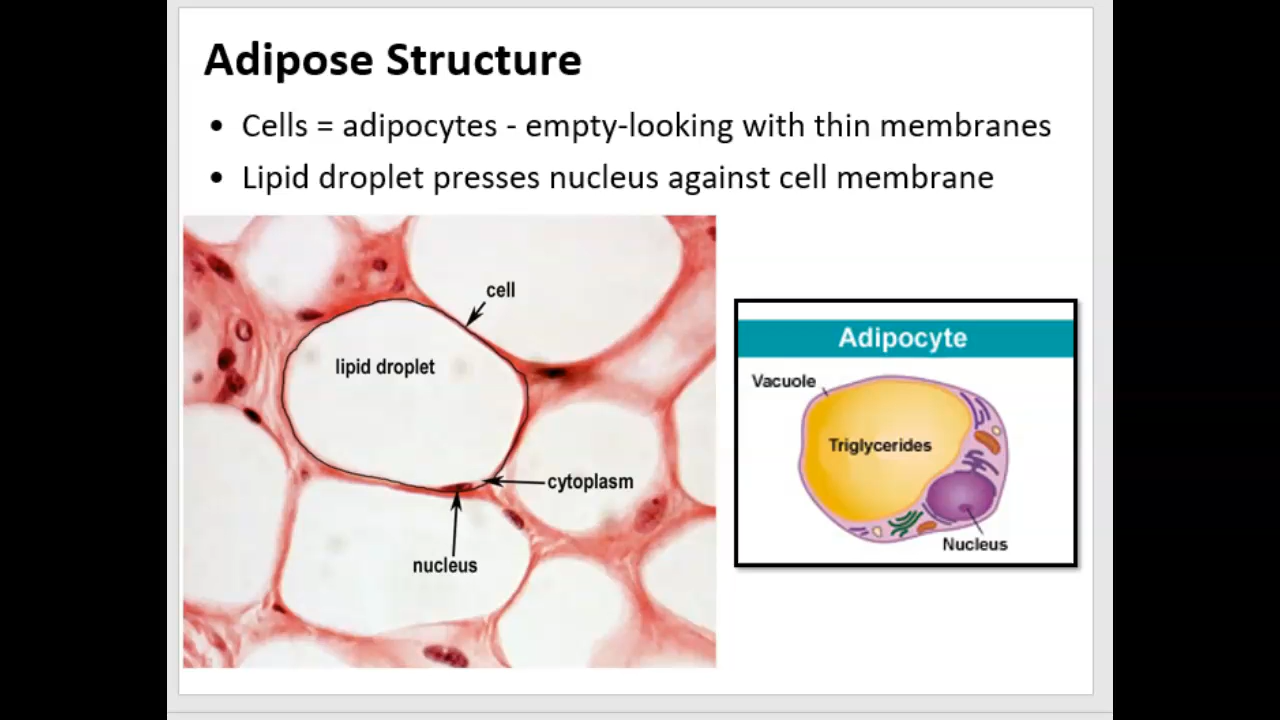 Adipose Structure
• Cells = adipocytes - empty-looking with thin membranes
• Lipid droplet presses nucleus against cell membrane
cell
lipid droplet
cytoplasm
nucleus
Adipocyte
Vacuole
Triglycerides
Nucleus